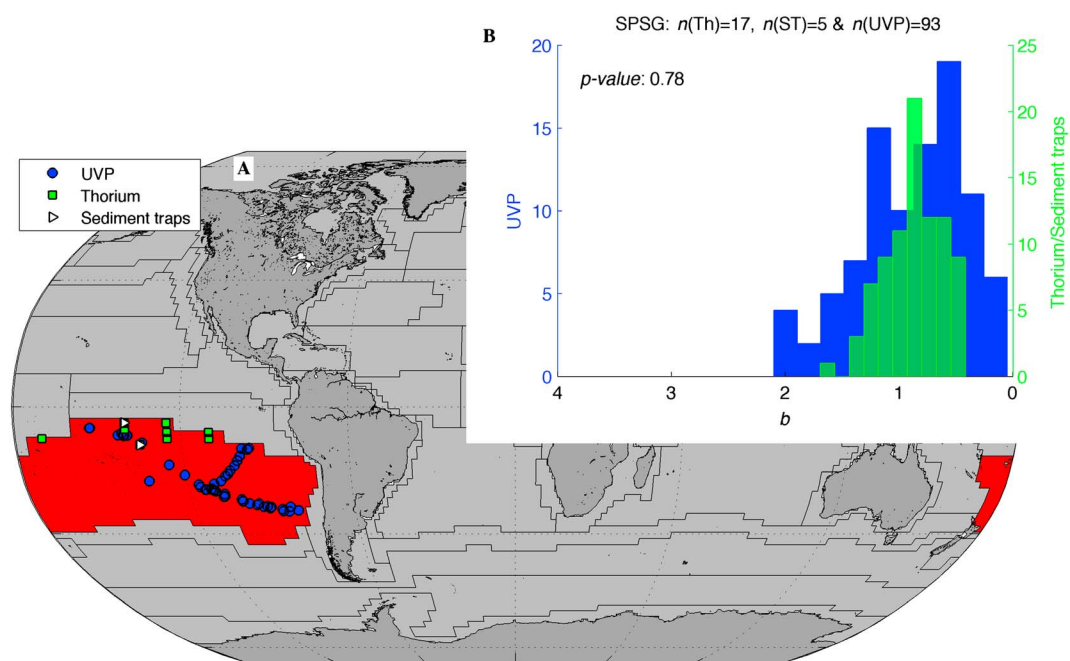 B
SPSG: n(Th)=17, n(ST)=5 & n(UVP)=93
p-value: 0.78
20
15
10
5
0
UVP
25
20
15
10
5
0
Thorium/Sediment traps
4
3
2
1
0
b
A
UVP
Thorium
Sediment traps